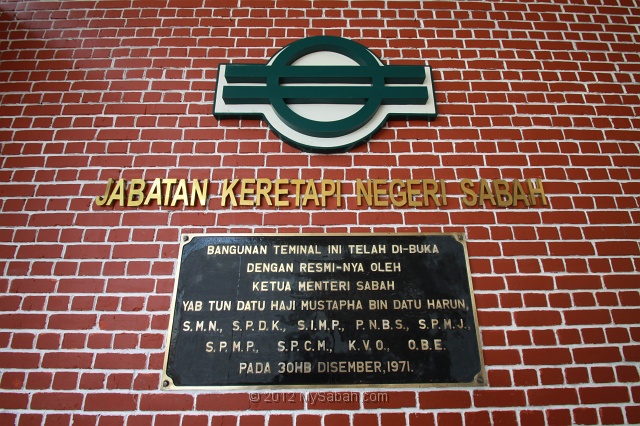 JABATAN KERETAPI NEGERI SABAH
BANGUNAN TEMINAL INI TELAH DI-BUKA
DENGAN RESMI-NYA OLEH
KETUA MENTERI SABAH
YAB TUN DATU HAJI MUSTAPHA BIN DATU HARUN,
S.M.N., S.P.D.K., S.I.M.P., P.N.B.S., S.P.M.J.,
S.P.M.P., S.P.C.M., K.V.O., O.B.E.
PADA 30HB DISEMBER, 1971.
© 2012 MySabah.com